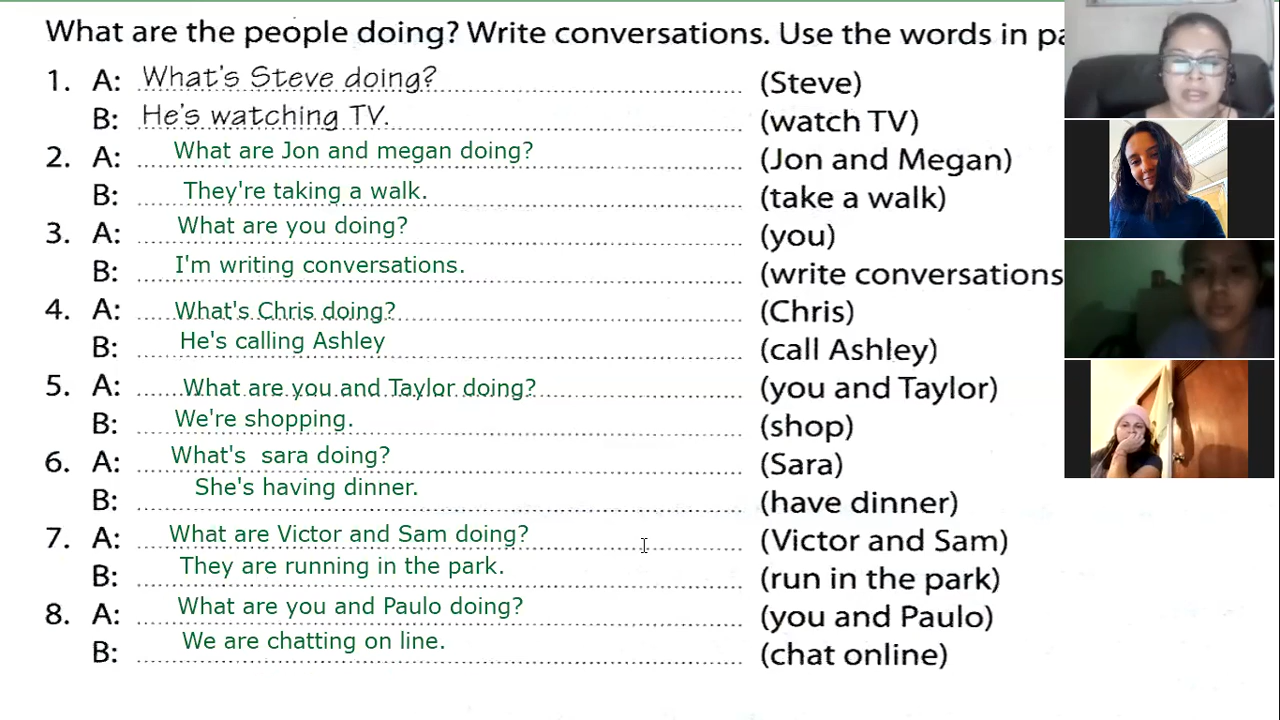 What are the people doing? Write conversations. Use the words in pa
1. A: What's Steve doing? (Steve)
B: He's watching TV. (watch TV)
2. A: What are Jon and megan doing? (Jon and Megan)
B: They're taking a walk. (take a walk)
3. A: What are you doing? (you)
B: I'm writing conversations. (write conversations
4. A: What's Chris doing? (Chris)
B: He's calling Ashley (call Ashley)
5. A: What are you and Taylor doing? (you and Taylor)
B: We're shopping. (shop)
6. A: What's sara doing? (Sara)
B: She's having dinner. (have dinner)
7. A: What are Victor and Sam doing? (Victor and Sam)
B: They are running in the park. (run in the park)
8. A: What are you and Paulo doing? (you and Paulo)
B: We are chatting on line. (chat online)